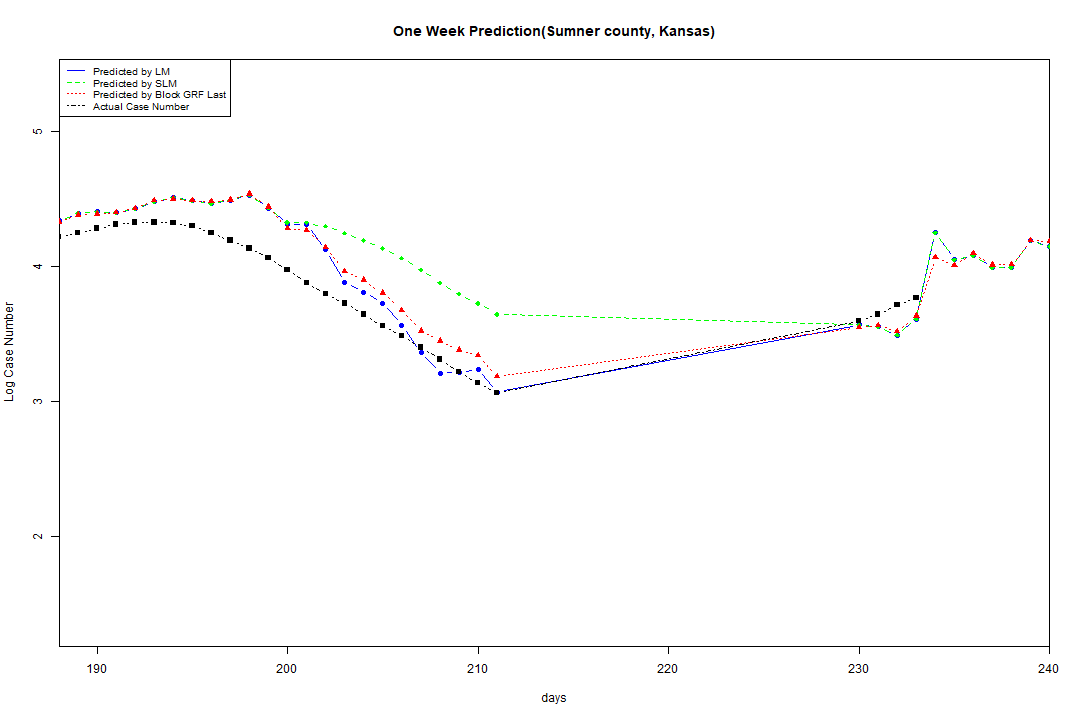 One Week Prediction(Sumner county, Kansas)
Predicted by LM
Predicted by SLM
Predicted by Block GRF Last
Actual Case Number
5
4
3
2
Log Case Number
190 200 210 220 230 240
days